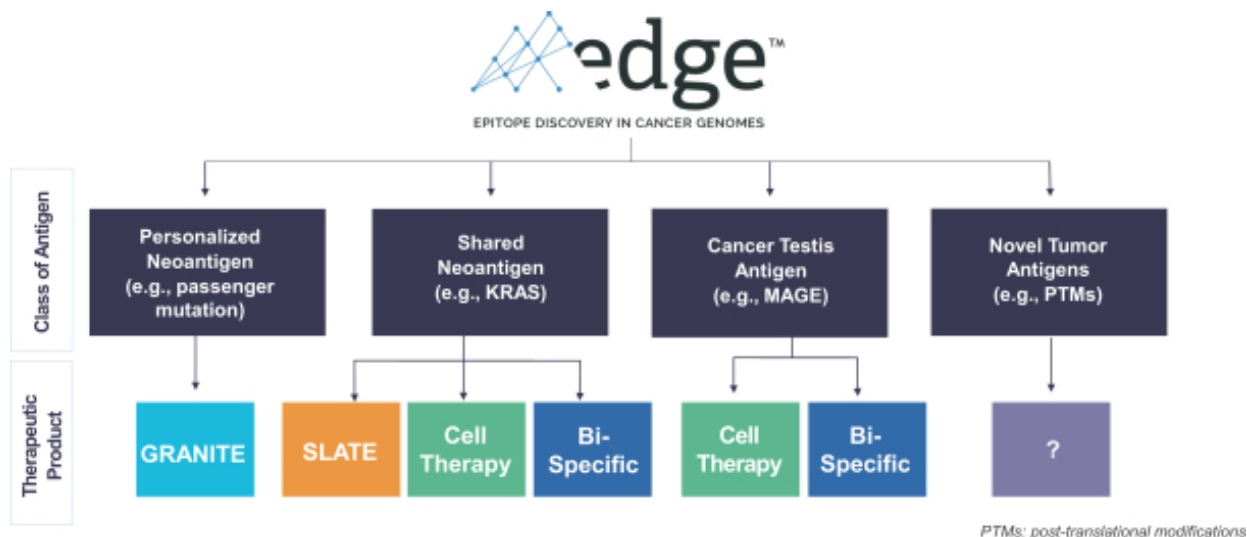 edge™
EPITOPE DISCOVERY IN CANCER GENOMES
Class of Antigen
Personalized
Neoantigen
(e.g., passenger
mutation)
Shared
Neoantigen
(e.g., KRAS)
Cancer Testis
Antigen
(e.g., MAGE)
Novel Tumor
Antigens
(e.g., PTMs)
Therapeutic
Product
GRANITE
SLATE
Cell
Therapy
Bi-
Specific
Cell
Therapy
Bi-
Specific
?
PTMs: post-translational modifications